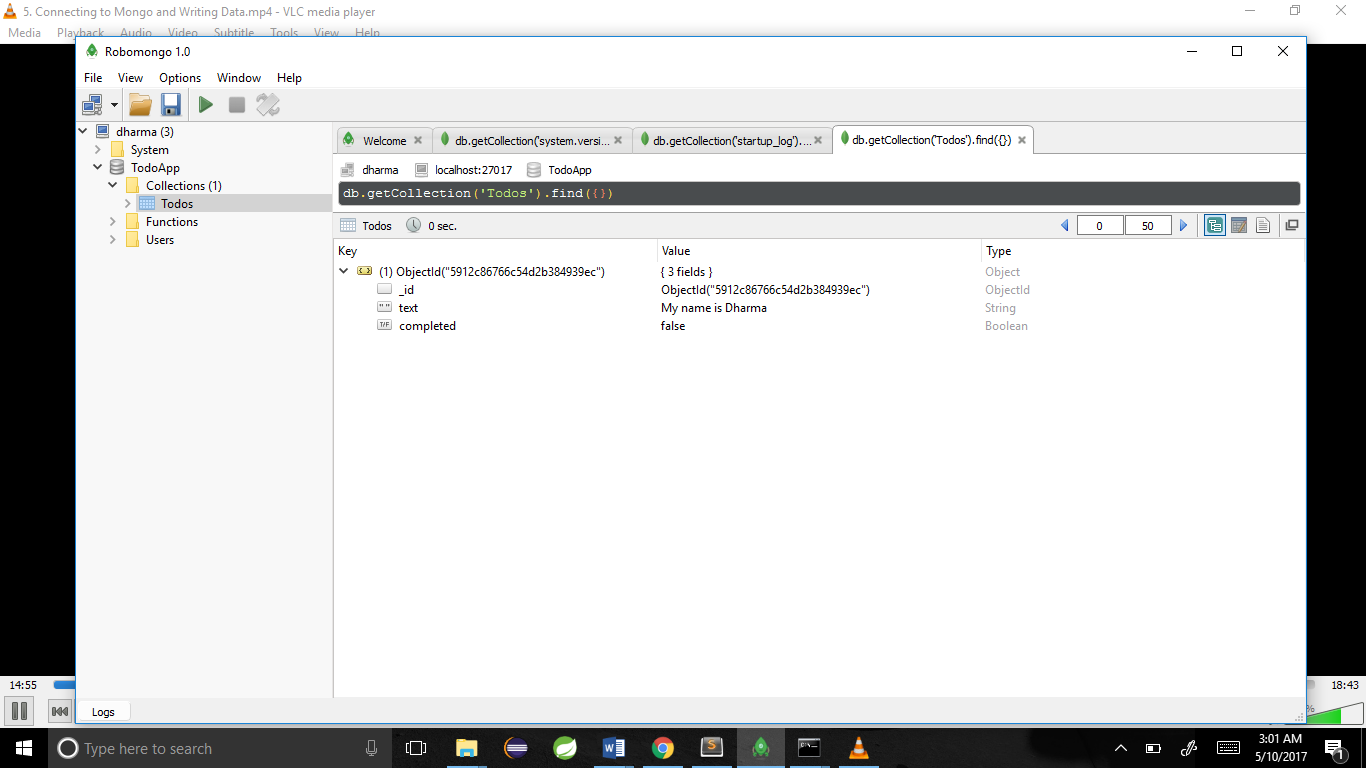 5. Connecting to Mongo and Writing Data.mp4 - VLC media player
Media Playback Audio Video Subtitle Tools View Help
Robomongo 1.0
File View Options Window Help
dharma (3)
System
TodoApp
Collections (1)
Todos
Functions
Users
Welcome db.getCollection('system.versi... db.getCollection('startup_log').... db.getCollection('Todos').find({})
dharma localhost:27017 TodoApp
db.getCollection('Todos').find({})
Todos 0 sec. 0 50
Key Value Type
(1) ObjectId("5912c86766c54d2b384939ec") { 3 fields } Object
_id ObjectId("5912c86766c54d2b384939ec") ObjectId
" " text My name is Dharma String
T/F completed false Boolean
14:55 18:43
Logs %
Type here to search
3:01 AM
5/10/2017
1